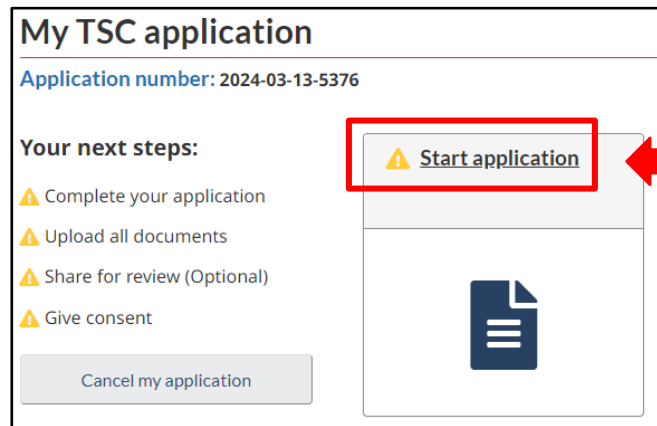 My TSC application
Application number: 2024-03-13-5376
Your next steps:
Complete your application
Upload all documents
Share for review (Optional)
Give consent
Cancel my application
Start application